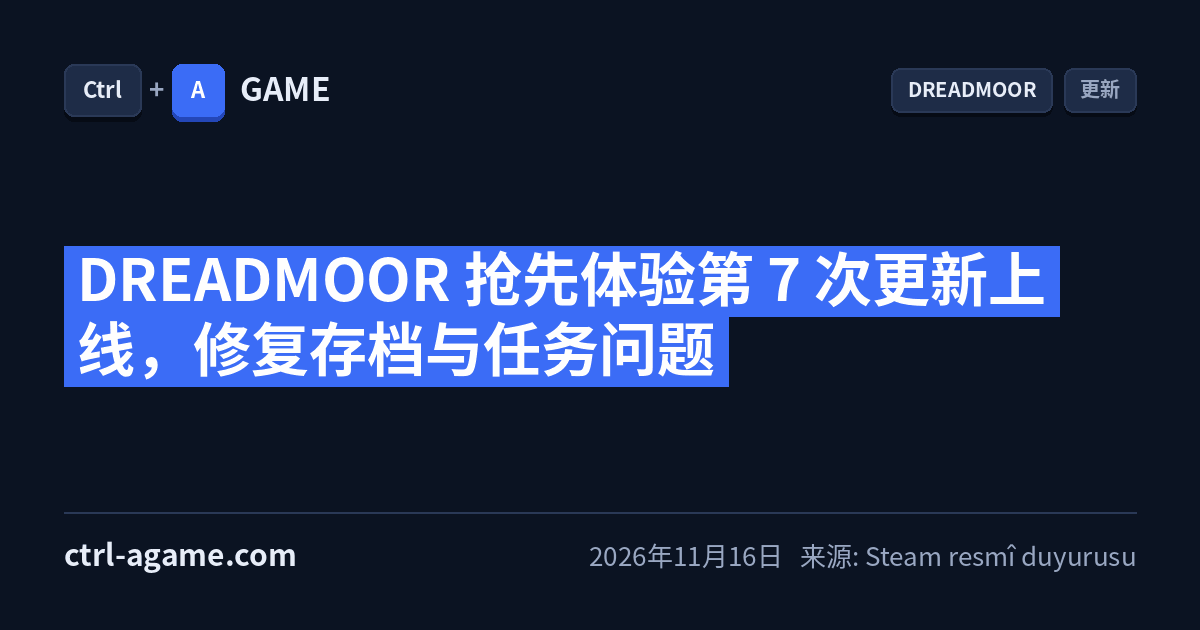 Ctrl + A GAME
DREADMOOR 更新
DREADMOOR 抢先体验第 7 次更新上
线，修复存档与任务问题
ctrl-agame.com
2026年11月16日 来源: Steam resmî duyurusu